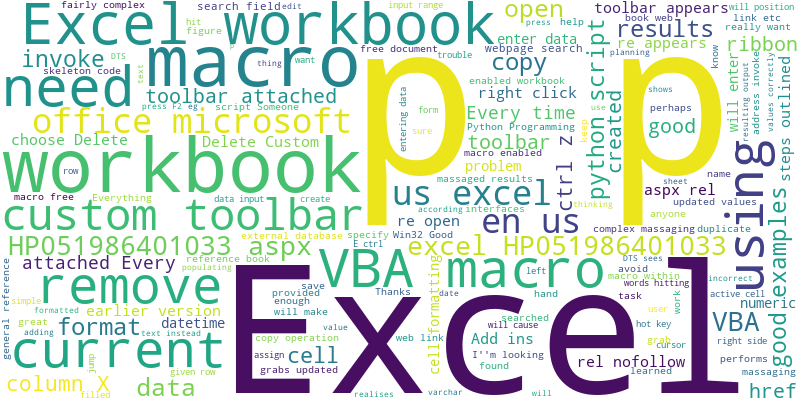 fairly complex search field edit hit input range toolbar appears will position
Excel workbook open book web link etc
DTS figure press help results really want
invoke macro p p enter data re appears ribbon
skeleton code thing want free document webpage search copy
need toolbar attached trouble enabled workbook right click python script created will enter
text press F2 eg script Someone planning know
office microsoft entering data form Every time shows
choose Delete Delete Custom sure Python Programming toolbar good
workbook row problem macro enabled perhaps use keep
macro free Everything data input create massaged results name aspx rel
custom toolbar us excel ctrl z sheet updated values
re open en us according interfaces thinking anyone complex massaging duplicate
HP051986401033 aspx external database specify Win32 Good excel HP051986401033
attached Every reference book E ctrl avoid DTS sees incorrect
remove populating left VBA macro macro within active cell
simple formatted save words hitting numeric
earlier version great provided hand task user work
adding text instead enough Thanks date searched hot key grab VBA
current format datetime will make will cause cursor right side
copy operation web link Add ins learned performs
cell value I''m looking rel nofollow massaging
column X given row assign found
data jump grabs updated varchar will href
filled realises
general reference
cell formatting
using
good examples
steps outlined
address invoke
values correctly
resulting output
Excel